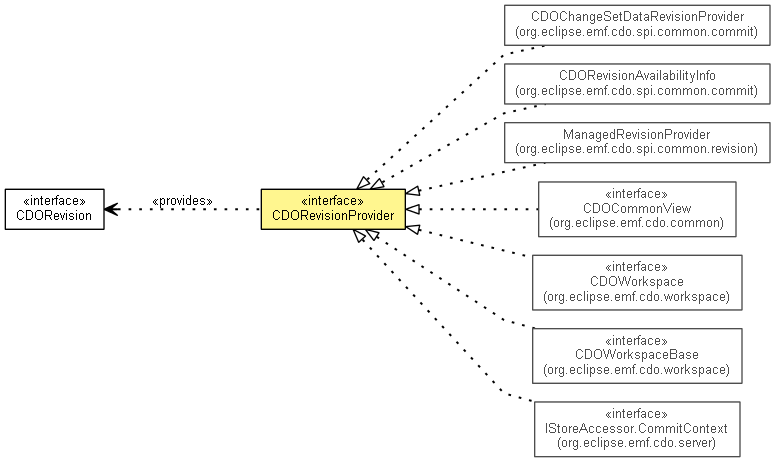 CDOChangeSetDataRevisionProvider
(org.eclipse.emf.cdo.spi.common.commit)
CDORevisionAvailabilityInfo
(org.eclipse.emf.cdo.spi.common.commit)
ManagedRevisionProvider
(org.eclipse.emf.cdo.spi.common.revision)
«interface»
CDORevision
«provides»
«interface»
CDORevisionProvider
«interface»
CDOCommonView
(org.eclipse.emf.cdo.common)
«interface»
CDOWorkspace
(org.eclipse.emf.cdo.workspace)
«interface»
CDOWorkspaceBase
(org.eclipse.emf.cdo.workspace)
«interface»
IStoreAccessor.CommitContext
(org.eclipse.emf.cdo.server)